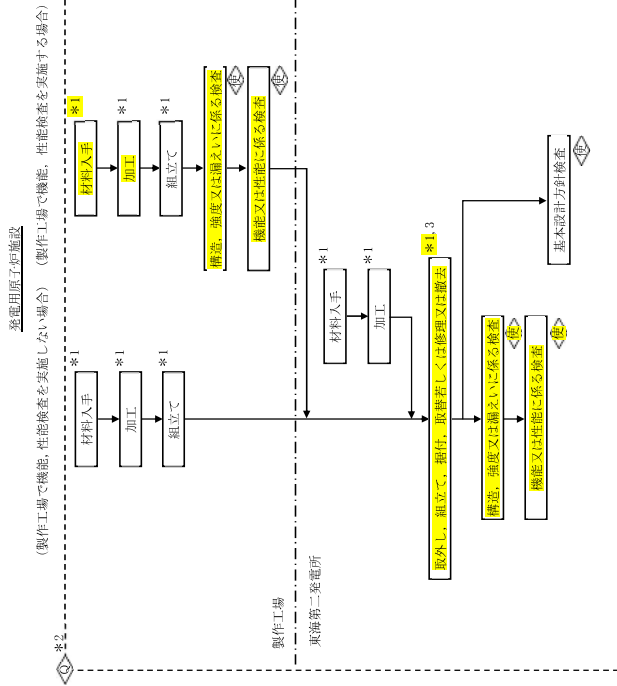 発電用原子炉施設
(製作工場で機能,性能検査を実施しない場合)
(製作工場で機能,性能検査を実施する場合)
*2
Q
材料入手
*1
加工
*1
組立て
*1
材料入手
*1
加工
*1
組立て
*1
構造,強度又は漏えいに係る検査
使
機能又は性能に係る検査
使
製作工場
東海第二発電所
材料入手
*1
加工
*1
取外し,組立て,据付,取替若しくは修理又は撤去
*1,3
構造,強度又は漏えいに係る検査
使
機能又は性能に係る検査
使
基本設計方針検査
使